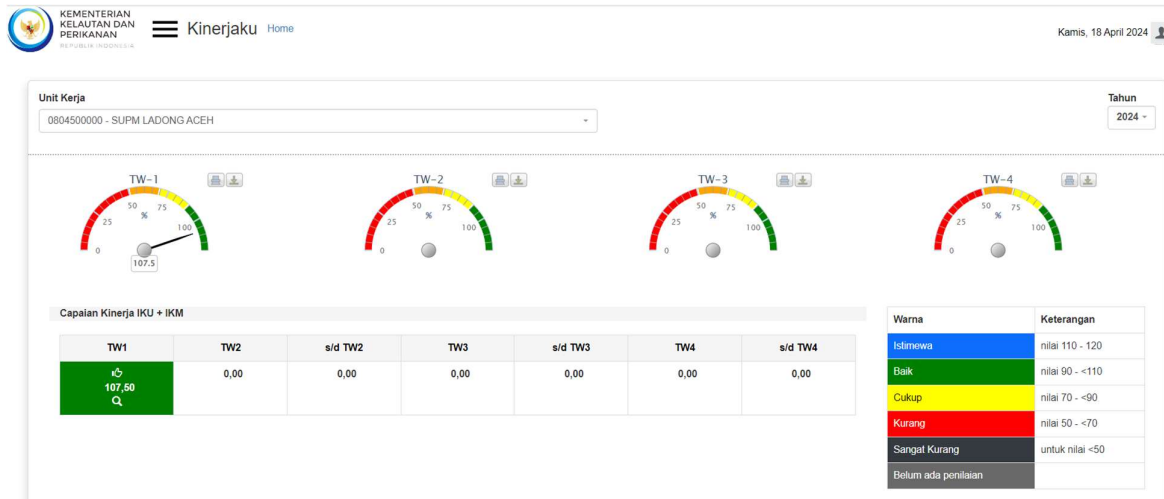 KEMENTERIAN
KELAUTAN DAN
PERIKANAN
REPUBLIK INDONESIA
Kinerjaku Home
Kamis, 18 April 2024
Unit Kerja
Tahun
0804500000 - SUPM LADONG ACEH
2024
TW-1
TW-2
TW-3
TW-4
0 25 50 75 100
%
107.5
0 25 50 75 100
%
0 25 50 75 100
%
0 25 50 75 100
%
Capaian Kinerja IKU + IKM
TW1 TW2 s/d TW2 TW3 s/d TW3 TW4 s/d TW4
107,50 0,00 0,00 0,00 0,00 0,00 0,00
Warna Keterangan
Istimewa nilai 110 - 120
Baik nilai 90 - <110
Cukup nilai 70 - <90
Kurang nilai 50 - <70
Sangat Kurang untuk nilai <50
Belum ada penilaian